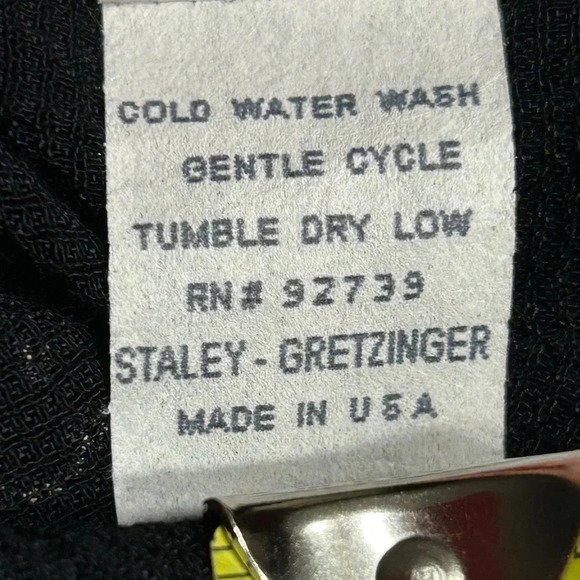 COLD WATER WASH
GENTLE CYCLE
TUMBLE DRY LOW
RN# 92739
STALEY - GRETZINGER
MADE IN USA